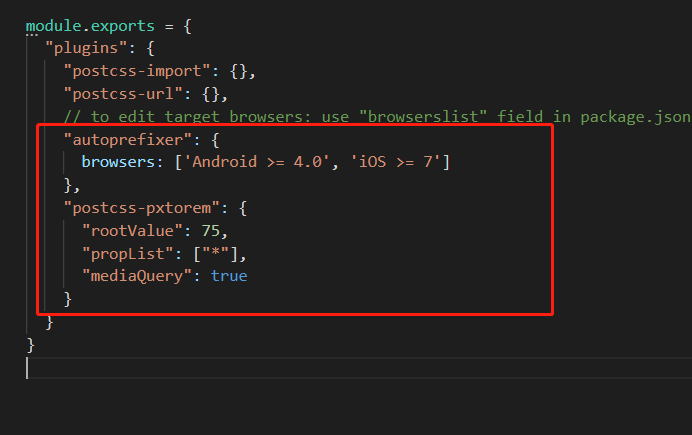 module.exports = {
"plugins": {
"postcss-import": {},
"postcss-url": {},
// to edit target browsers: use "browserslist" field in package.json
"autoprefixer": {
browsers: ['Android >= 4.0', 'iOS >= 7']
},
"postcss-pxtorem": {
"rootValue": 75,
"propList": ["*"],
"mediaQuery": true
}
}
}